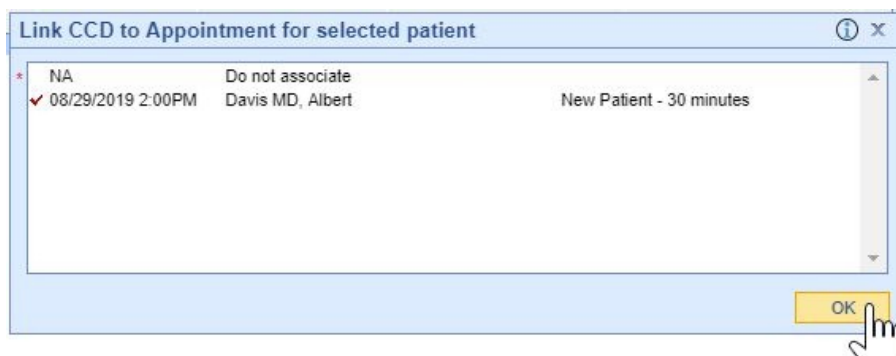 Link CCD to Appointment for selected patient
* NA Do not associate
08/29/2019 2:00PM Davis MD, Albert New Patient - 30 minutes
OK